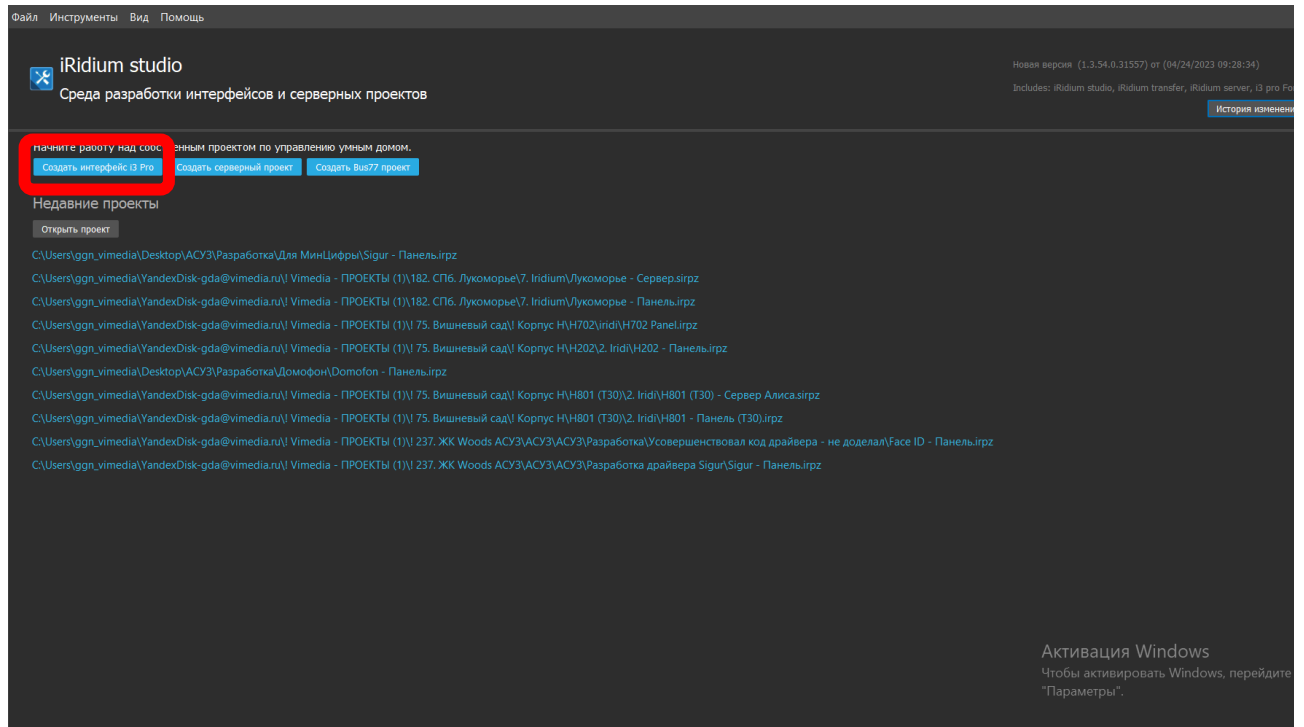 Файл Инструменты Вид Помощь
iRidium studio
Среда разработки интерфейсов и серверных проектов
Новая версия (1.3.54.0.31557) от (04/24/2023 09:28:34)
Includes: iRidium studio, iRidium transfer, iRidium server, i3 pro Fo
История изменени
Начните работу над собс енным проектом по управлению умным домом.
Создать интерфейс i3 Pro Создать серверный проект Создать Bus77 проект
Недавние проекты
Открыть проект
C:\Users\ggn_vimedia\Desktop\АСУЗ\Разработка\Для МинЦифры\Sigur - Панель.irpz
C:\Users\ggn_vimedia\YandexDisk-gda@vimedia.ru\! Vimedia - ПРОЕКТЫ (1)\182. СПб. Лукоморье\7. Iridium\Лукоморье - Сервер.sirpz
C:\Users\ggn_vimedia\YandexDisk-gda@vimedia.ru\! Vimedia - ПРОЕКТЫ (1)\182. СПб. Лукоморье\7. Iridium\Лукоморье - Панель.irpz
C:\Users\ggn_vimedia\YandexDisk-gda@vimedia.ru\! Vimedia - ПРОЕКТЫ (1)\! 75. Вишневый сад\! Корпус Н\H702\iridi\H702 Panel.irpz
C:\Users\ggn_vimedia\YandexDisk-gda@vimedia.ru\! Vimedia - ПРОЕКТЫ (1)\! 75. Вишневый сад\! Корпус Н\H202\2. Iridi\H202 - Панель.irpz
C:\Users\ggn_vimedia\Desktop\АСУЗ\Разработка\Домофон\Domofon - Панель.irpz
C:\Users\ggn_vimedia\YandexDisk-gda@vimedia.ru\! Vimedia - ПРОЕКТЫ (1)\! 75. Вишневый сад\! Корпус Н\H801 (Т30)\2. Iridi\H801 (Т30) - Сервер Алиса.sirpz
C:\Users\ggn_vimedia\YandexDisk-gda@vimedia.ru\! Vimedia - ПРОЕКТЫ (1)\! 75. Вишневый сад\! Корпус Н\H801 (Т30)\2. Iridi\H801 - Панель (Т30).irpz
C:\Users\ggn_vimedia\YandexDisk-gda@vimedia.ru\! Vimedia - ПРОЕКТЫ (1)\! 237. ЖК Woods АСУЗ\АСУЗ\АСУЗ\Разработка\Усовершенствовал код драйвера - не доделал\Face ID - Панель.irpz
C:\Users\ggn_vimedia\YandexDisk-gda@vimedia.ru\! Vimedia - ПРОЕКТЫ (1)\! 237. ЖК Woods АСУЗ\АСУЗ\АСУЗ\Разработка драйвера Sigur\Sigur - Панель.irpz
Активация Windows
Чтобы активировать Windows, перейдите
"Параметры".